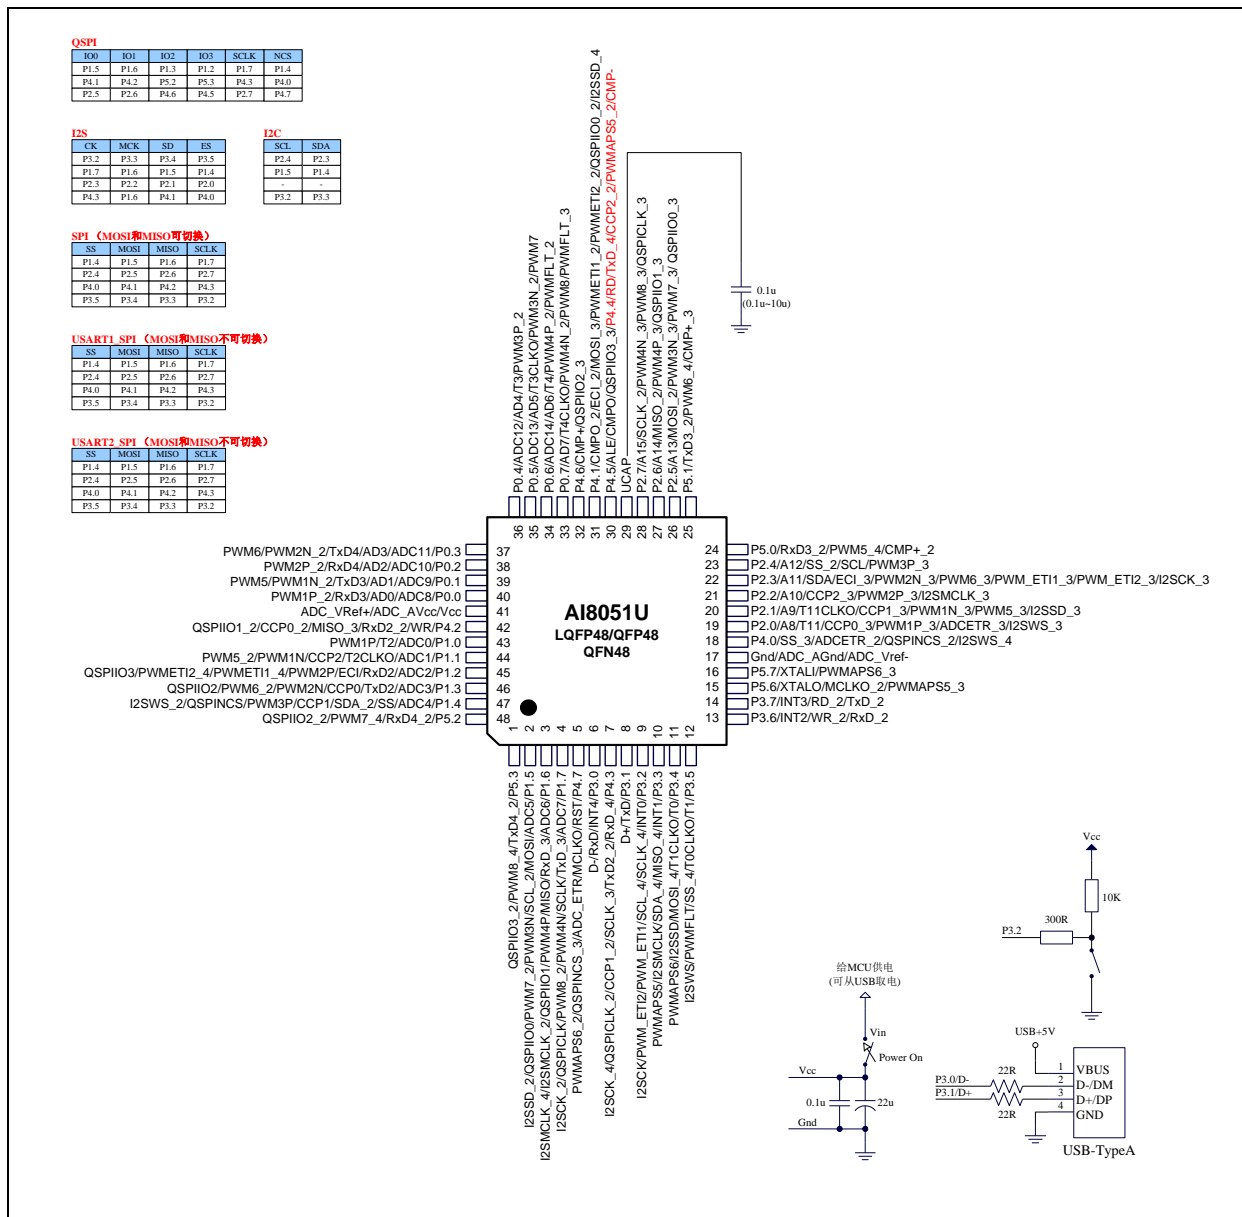 QSPI
IO0 IO1 IO2 IO3 SCLK NCS
P1.5 P1.6 P1.3 P1.2 P1.7 P1.4
P4.1 P4.2 P5.2 P5.3 P4.3 P4.0
P2.5 P2.6 P4.6 P4.5 P2.7 P4.7
I2S
CK MCK SD ES
P3.2 P3.3 P3.4 P3.5
P1.7 P1.6 P1.5 P1.4
P2.3 P2.2 P2.1 P2.0
P4.3 P1.6 P4.1 P4.0
I2C
SCL SDA
P2.4 P2.3
P1.5 P1.4
- -
P3.2 P3.3
SPI （MOSI和MISO可切换）
SS MOSI MISO SCLK
P1.4 P1.5 P1.6 P1.7
P2.4 P2.5 P2.6 P2.7
P4.0 P4.1 P4.2 P4.3
P3.5 P3.4 P3.3 P3.2
USART1_SPI （MOSI和MISO不可切换）
SS MOSI MISO SCLK
P1.4 P1.5 P1.6 P1.7
P2.4 P2.5 P2.6 P2.7
P4.0 P4.1 P4.2 P4.3
P3.5 P3.4 P3.3 P3.2
USART2_SPI （MOSI和MISO不可切换）
SS MOSI MISO SCLK
P1.4 P1.5 P1.6 P1.7
P2.4 P2.5 P2.6 P2.7
P4.0 P4.1 P4.2 P4.3
P3.5 P3.4 P3.3 P3.2
P0.4/ADC12/AD4/T3/PWM3P_2
P0.5/ADC13/AD5/T3CLKO/PWM3N_2/PWM7
P0.6/ADC14/AD6/T4/PWM4P_2/PWMFLT_2
P0.7/AD7/T4CLKO/PWM4N_2/PWM8/PWMFLT_3
P4.6/CMP+/QSPIIO2_3
P4.1/CMPO_2/ECI_2/MOSI_3/PWMETI1_2/PWMETI2_2/QSPIIO0_2/I2SSD_4
P4.5/ALE/CMPO/QSPIIO3_3/P4.4/RD/TxD_4/CCP2_2/PWMAPS5_2/CMP-
UCAP
P2.7/A15/SCLK_2/PWM4N_3/PWM8_3/QSPICLK_3
P2.6/A14/MISO_2/PWM4P_3/QSPIIO1_3
P2.5/A13/MOSI_2/PWM3N_3/PWM7_3/ QSPIIO0_3
P5.1/TxD3_2/PWM6_4/CMP+_3
0.1u
(0.1u~10u)
36 35 34 33 32 31 30 29 28 27 26 25
PWM6/PWM2N_2/TxD4/AD3/ADC11/P0.3 37
PWM2P_2/RxD4/AD2/ADC10/P0.2 38
PWM5/PWM1N_2/TxD3/AD1/ADC9/P0.1 39
PWM1P_2/RxD3/AD0/ADC8/P0.0 40
ADC_VRef+/ADC_AVcc/Vcc 41
QSPIIO1_2/CCP0_2/MISO_3/RxD2_2/WR/P4.2 42
PWM1P/T2/ADC0/P1.0 43
PWM5_2/PWM1N/CCP2/T2CLKO/ADC1/P1.1 44
QSPIIO3/PWMETI2_4/PWMETI1_4/PWM2P/ECI/RxD2/ADC2/P1.2 45
QSPIIO2/PWM6_2/PWM2N/CCP0/TxD2/ADC3/P1.3 46
I2SWS_2/QSPINCS/PWM3P/CCP1/SDA_2/SS/ADC4/P1.4 47
QSPIIO2_2/PWM7_4/RxD4_2/P5.2 48
AI8051U
LQFP48/QFP48
QFN48
24 P5.0/RxD3_2/PWM5_4/CMP+_2
23 P2.4/A12/SS_2/SCL/PWM3P_3
22 P2.3/A11/SDA/ECI_3/PWM2N_3/PWM6_3/PWM_ETI1_3/PWM_ETI2_3/I2SCK_3
21 P2.2/A10/CCP2_3/PWM2P_3/I2SMCLK_3
20 P2.1/A9/T11CLKO/CCP1_3/PWM1N_3/PWM5_3/I2SSD_3
19 P2.0/A8/T11/CCP0_3/PWM1P_3/ADCETR_3/I2SWS_3
18 P4.0/SS_3/ADCETR_2/QSPINCS_2/I2SWS_4
17 Gnd/ADC_AGnd/ADC_Vref-
16 P5.7/XTALI/PWMAPS6_3
15 P5.6/XTALO/MCLKO_2/PWMAPS5_3
14 P3.7/INT3/RD_2/TxD_2
13 P3.6/INT2/WR_2/RxD_2
1 2 3 4 5 6 7 8 9 10 11 12
QSPIIO3_2/PWM8_4/TxD4_2/P5.3
I2SSD_2/QSPIIO0/PWM7_2/PWM3N/SCL_2/MOSI/ADC5/P1.5
I2SMCLK_4/I2SMCLK_2/QSPIIO1/PWM4P/MISO/RxD_3/ADC6/P1.6
I2SCK_2/QSPICLK/PWM8_2/PWM4N/SCLK/TxD_3/ADC7/P1.7
PWMAPS6_2/QSPINCS_3/ADC_ETR/MCLKO/RST/P4.7
D-/RxD/INT4/P3.0
I2SCK_4/QSPICLK_2/CCP1_2/SCLK_3/TxD2_2/RxD_4/P4.3
D+/TxD/P3.1
I2SCK/PWM_ETI2/PWM_ETI1/SCL_4/SCLK_4/INT0/P3.2
PWMAPS5/I2SMCLK/SDA_4/MISO_4/INT1/P3.3
PWMAPS6/I2SSD/MOSI_4/T1CLKO/T0/P3.4
I2SWS/PWMFLT/SS_4/T0CLKO/T1/P3.5
Vcc
10K
300R
P3.2
给MCU供电
(可从USB取电)
Vin
Power On
Vcc
0.1u
22u
Gnd
USB+5V
P3.0/D-
22R
P3.1/D+
22R
1 VBUS
2 D-/DM
3 D+/DP
4 GND
USB-TypeA